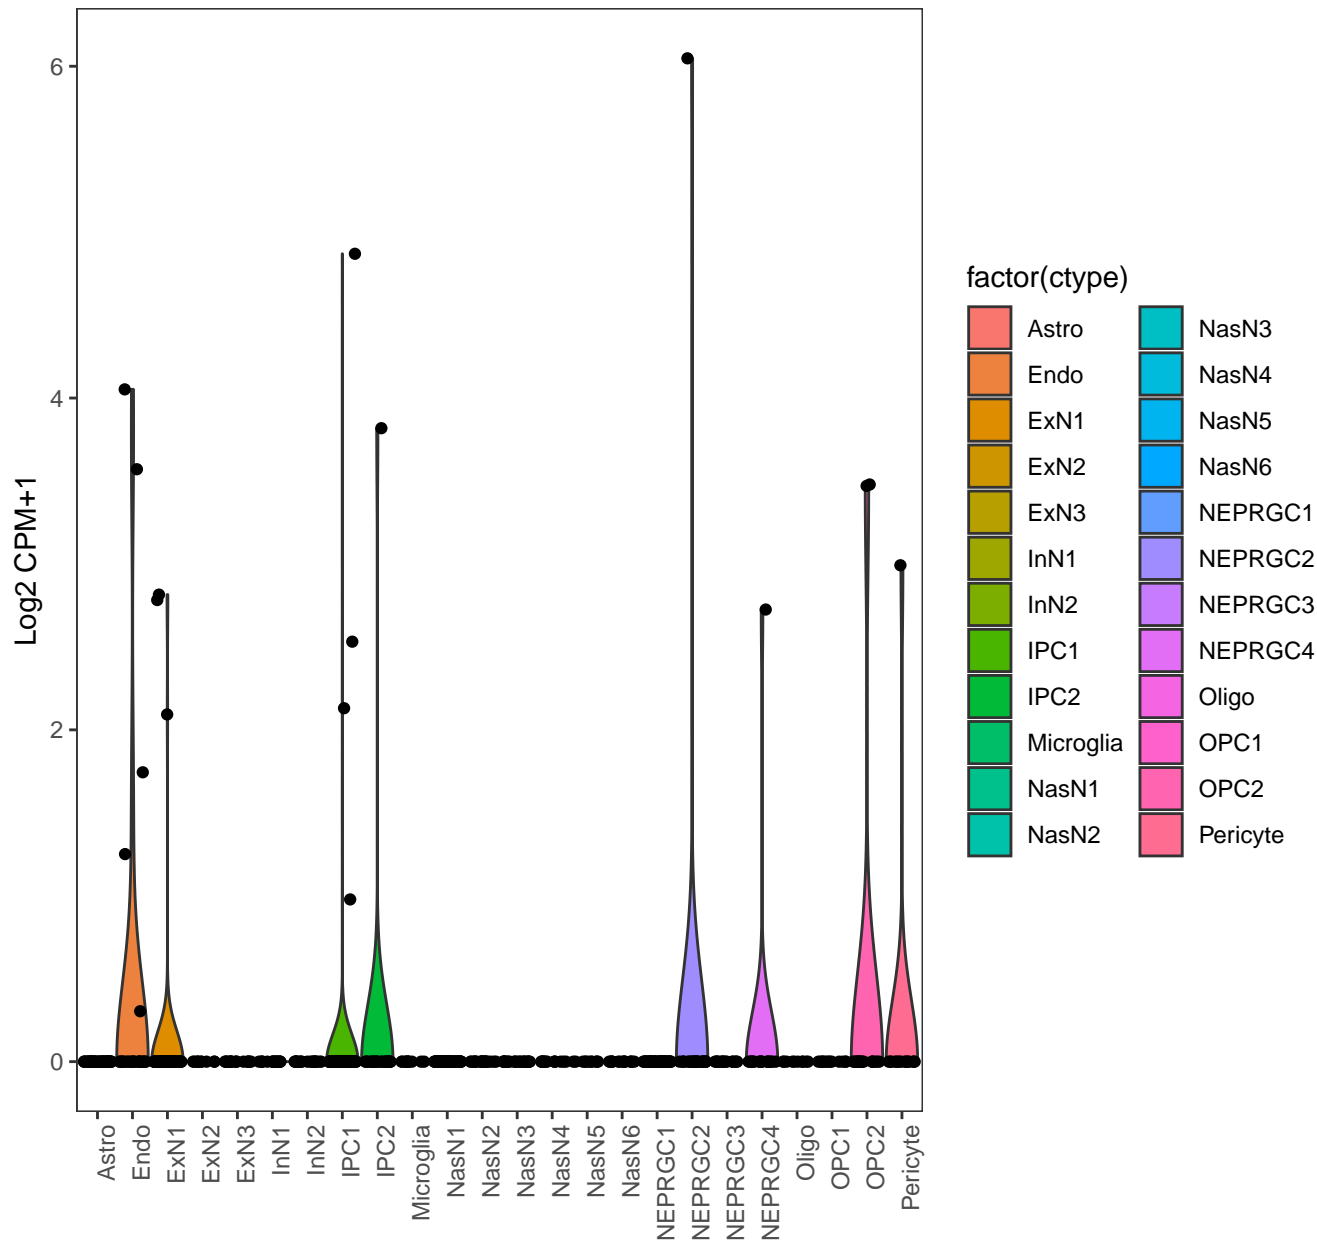 6
4
2
0
Log2 CPM+1
Astro
Endo
ExN1
ExN2
ExN3
InN1
InN2
IPC1
IPC2
Microglia
NasN1
NasN2
NasN3
NasN4
NasN5
NasN6
NEPRGC1
NEPRGC2
NEPRGC3
NEPRGC4
Oligo
OPC1
OPC2
Pericyte
factor(ctype)
Astro
Endo
ExN1
ExN2
ExN3
InN1
InN2
IPC1
IPC2
Microglia
NasN1
NasN2
NasN3
NasN4
NasN5
NasN6
NEPRGC1
NEPRGC2
NEPRGC3
NEPRGC4
Oligo
OPC1
OPC2
Pericyte